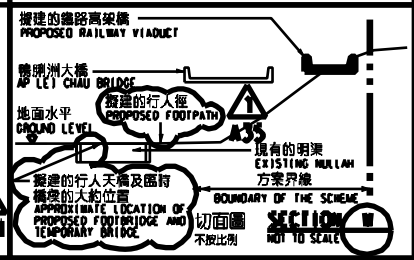 擬建的鐵路高架橋
PROPOSED RAILWAY VIADUCT
鴨脷洲大橋
AP LEI CHAU BRIDGE
擬建的行人徑
PROPOSED FOOTPATH
1
A35
地面水平
GROUND LEVEL
現有的明渠
EXISTING NULLAH
方案界線
BOUNDARY OF THE SCHEME
擬建的行人天橋及臨時
橋樑的大約位置
APPROXIMATE LOCATION OF
PROPOSED FOOTBRIDGE AND
TEMPORARY BRIDGE
切面圖
不按比例
SECTION
NOT TO SCALE